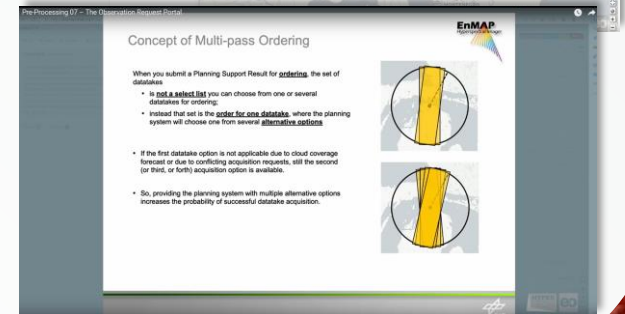 Pre-Processing 07 – The Observation Request Portal
EnMAP
Hyperspectral Imager
Concept of Multi-pass Ordering
When you submit a Planning Support Result for ordering, the set of
datatakes
• is not a select list you can choose from one or several
datatakes for ordering;
• instead that set is the order for one datatake, where the planning
system will choose one from several alternative options
• If the first datatake option is not applicable due to cloud coverage
forecast or due to conflicting acquisition requests, still the second
(or third, or forth) acquisition option is available.
• So, providing the planning system with multiple alternative options
increases the probability of successful datatake acquisition.
DLR
eo